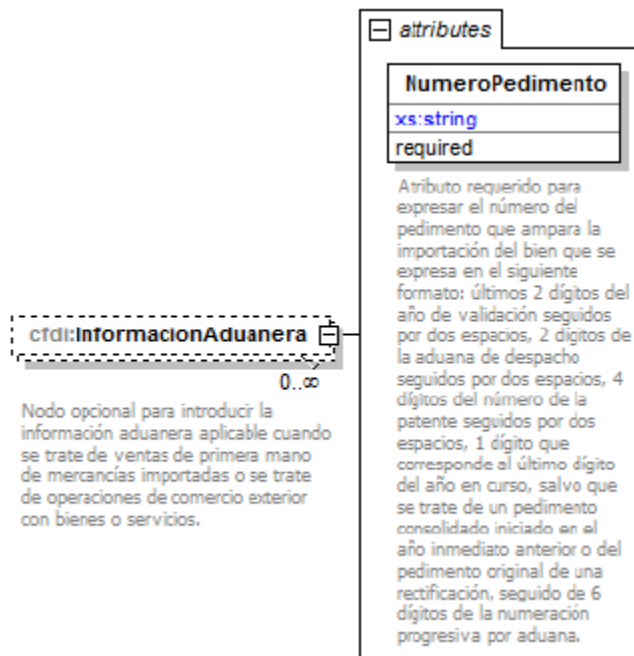 attributes
NumeroPedimento
xs:string
required
Atributo requerido para
expresar el número del
pedimento que ampara la
importación del bien que se
expresa en el siguiente
formato: últimos 2 dígitos del
año de validación seguidos
por dos espacios, 2 dígitos de
la aduana de despacho
seguidos por dos espacios, 4
dígitos del número de la
patente seguidos por dos
espacios, 1 dígito que
corresponde al último dígito
del año en curso, salvo que
se trate de un pedimento
consolidado iniciado en el
año inmediato anterior o del
pedimento original de una
rectificación, seguido de 6
dígitos de la numeración
progresiva por aduana.
cfdi:InformacionAduanera
0..∞
Nodo opcional para introducir la
información aduanera aplicable cuando
se trate de ventas de primera mano
de mercancías importadas o se trate
de operaciones de comercio exterior
con bienes o servicios.